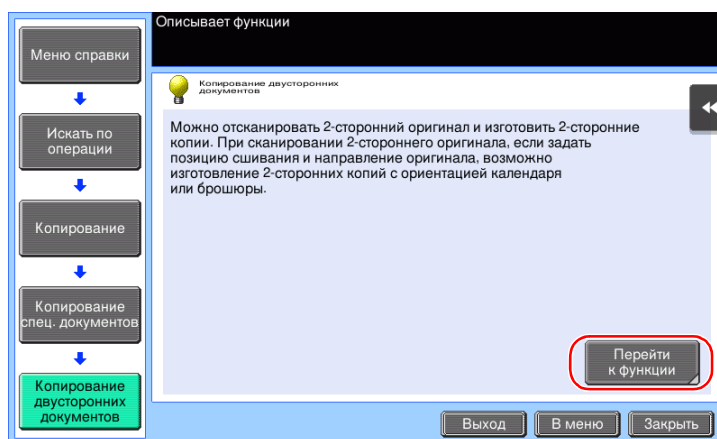 Описывает функции
Меню справки
Искать по
операции
Копирование
Копирование
спец. документов
Копирование
двусторонних
документов
Копирование двусторонних
документов
Можно отсканировать 2-сторонний оригинал и изготовить 2-сторонние
копии. При сканировании 2-стороннего оригинала, если задать
позицию сшивания и направление оригинала, возможно
изготовление 2-сторонних копий с ориентацией календаря
или брошюры.
Перейти
к функции
Выход
В меню
Закрыть